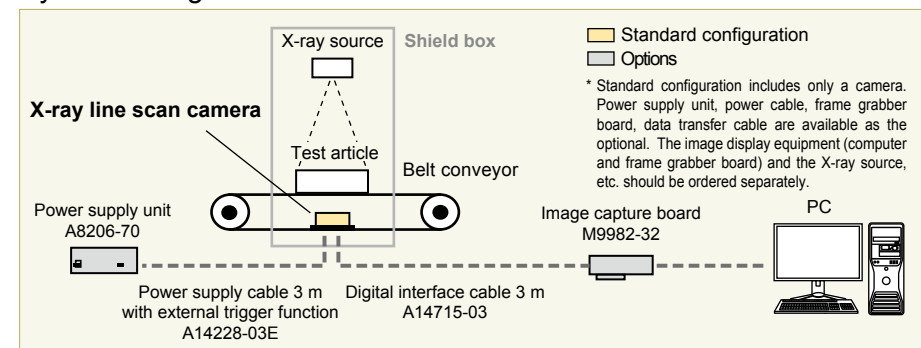 X-ray source
Shield box
Standard configuration
Options
* Standard configuration includes only a camera.
Power supply unit, power cable, frame grabber
board, data transfer cable are available as the
optional. The image display equipment (computer
and frame grabber board) and the X-ray source,
etc. should be ordered separately.
X-ray line scan camera
Test article
Belt conveyor
Power supply unit
A8206-70
Image capture board
M9982-32
PC
Power supply cable 3 m
with external trigger function
A14228-03E
Digital interface cable 3 m
A14715-03